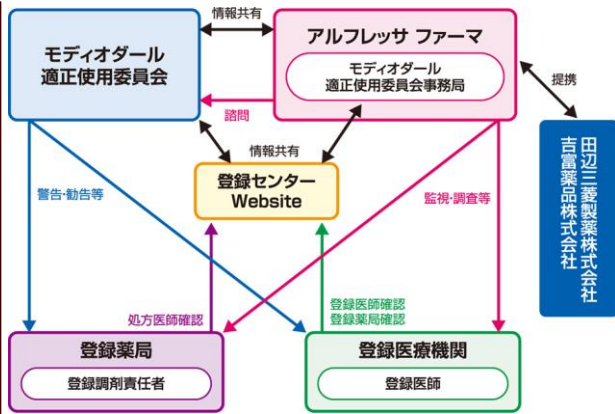 情報共有
モディオダール
適正使用委員会
アルフレッサ ファーマ
モディオダール
適正使用委員会事務局
諮問
提携
情報共有
登録センター
Website
田辺三菱製薬株式会社
吉富薬品株式会社
警告・勧告等
監視・調査等
処方医師確認
登録医師確認
登録薬局確認
登録薬局
登録調剤責任者
登録医療機関
登録医師